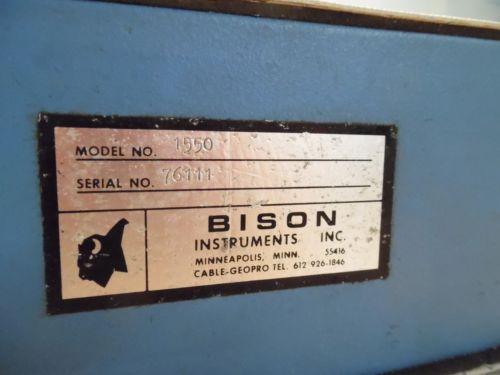 MODEL NO. 1550
SERIAL NO. 76111
BISON
INSTRUMENTS INC.
MINNEAPOLIS, MINN. 55416
CABLE-GEOPRO TEL. 612 926-1846